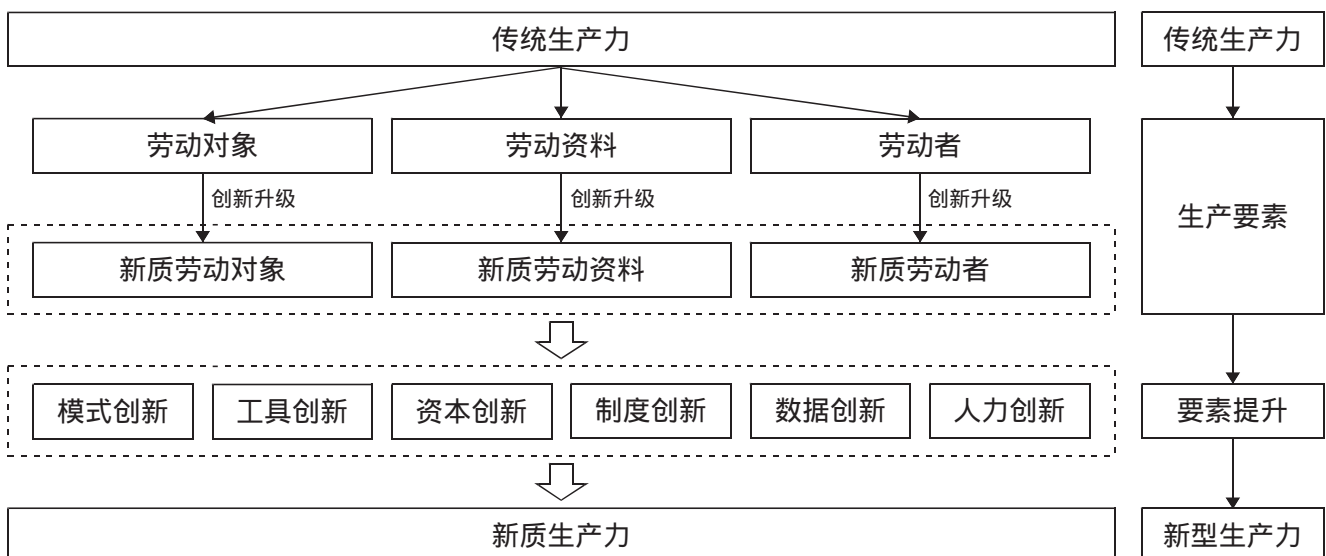 传统生产力
传统生产力
劳动对象
劳动资料
劳动者
创新升级
创新升级
创新升级
生产要素
新质劳动对象
新质劳动资料
新质劳动者
模式创新
工具创新
资本创新
制度创新
数据创新
人力创新
要素提升
新质生产力
新型生产力